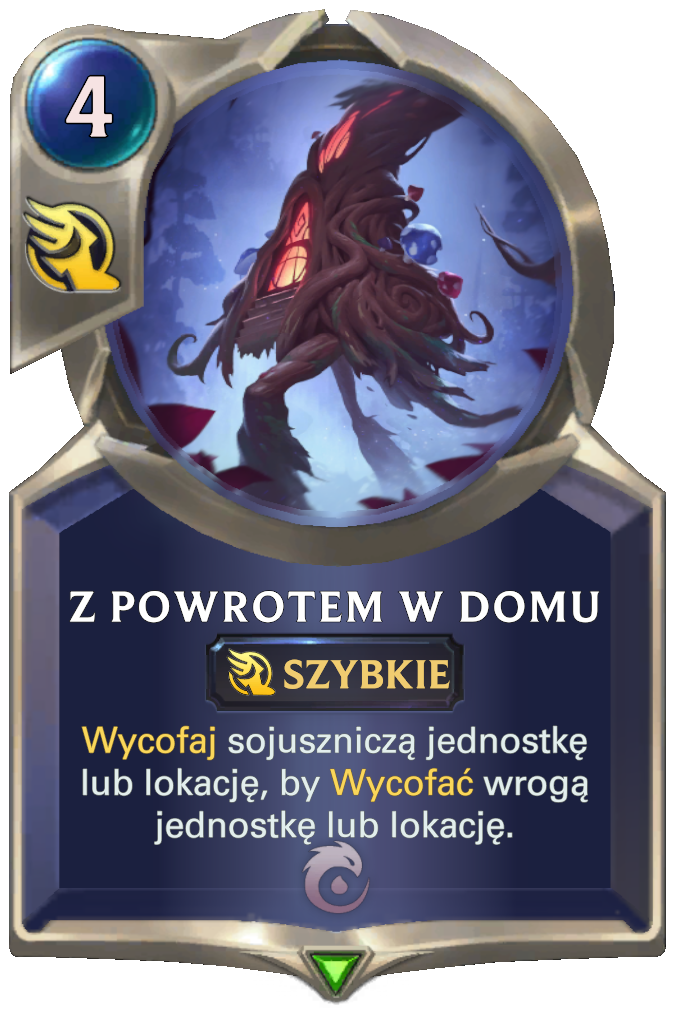 4
Z POWROTEM W DOMU
SZYBKIE
Wycofaj sojuszniczą jednostkę
lub lokację, by Wycofać wrogą
jednostkę lub lokację.